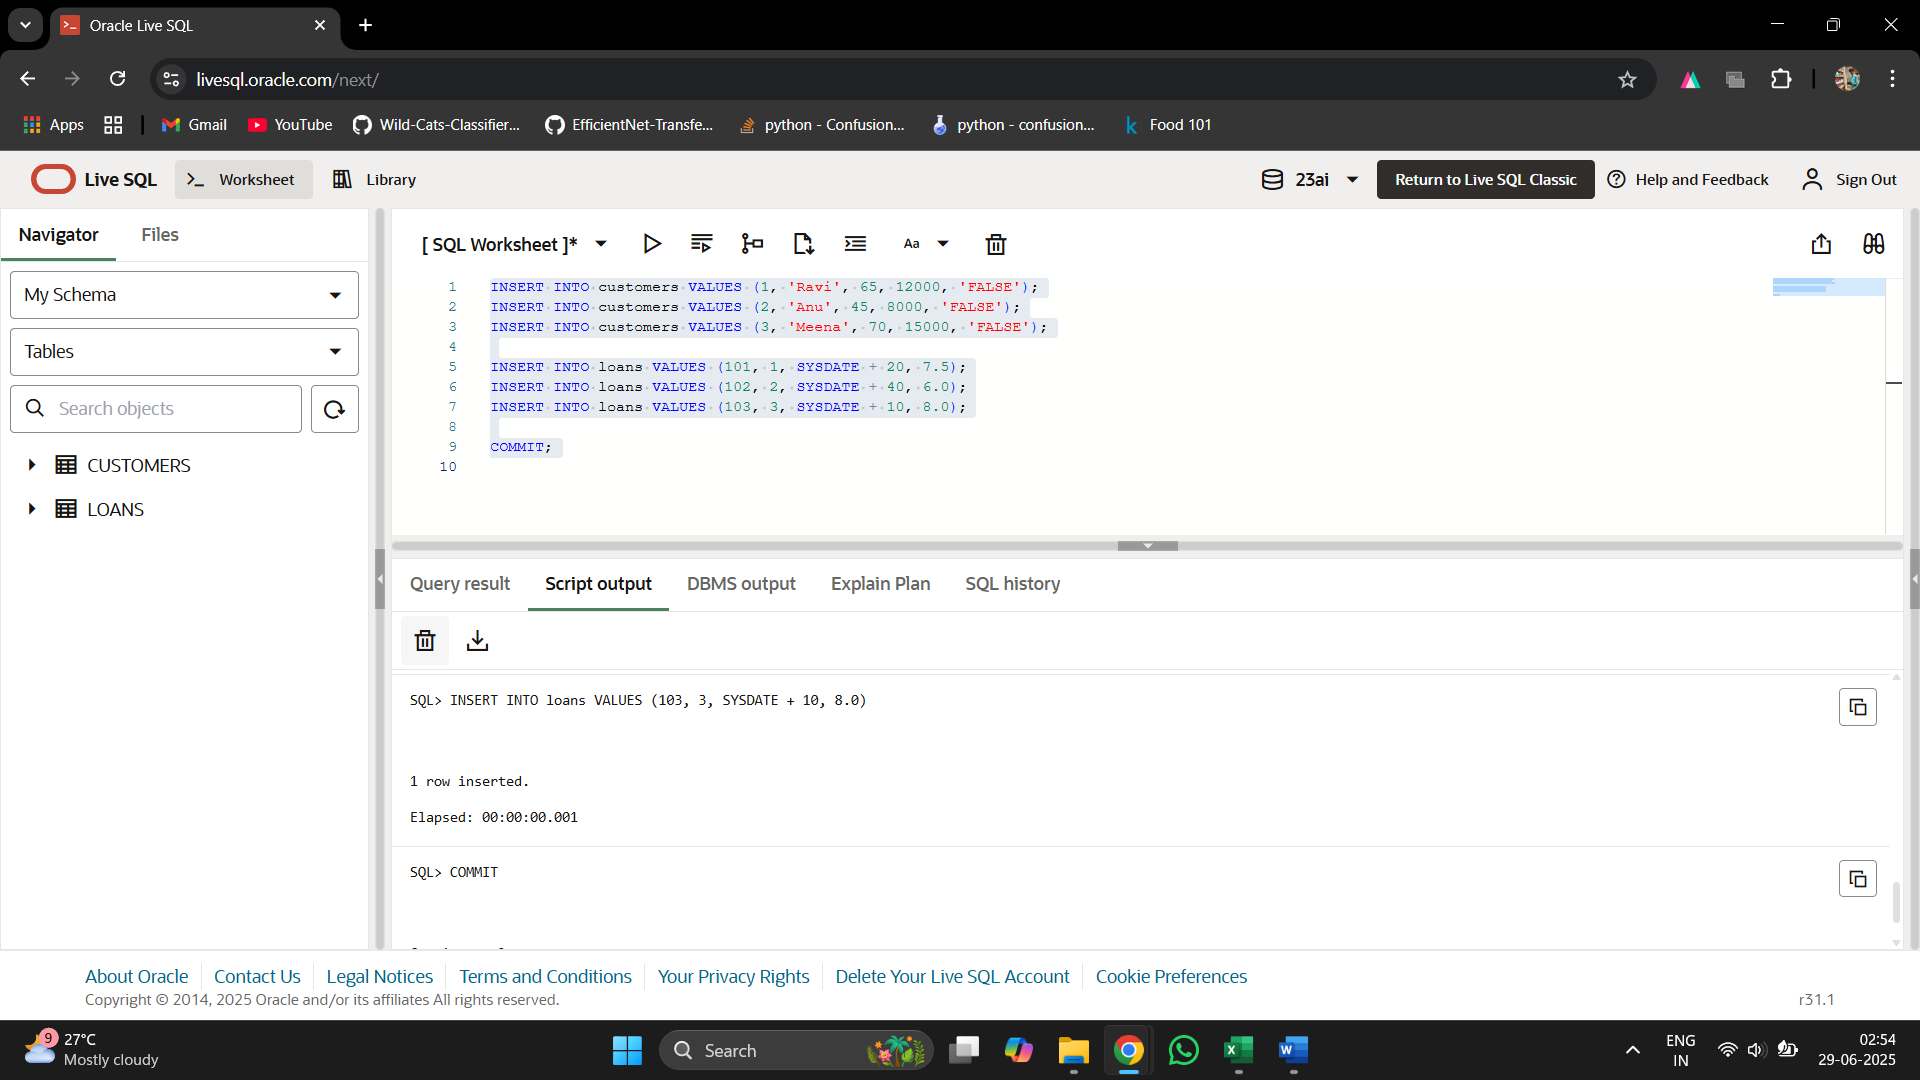 Oracle Live SQL
livesql.oracle.com/next/
Apps
Gmail
YouTube
Wild-Cats-Classifier...
EfficientNet-Transfe...
python - Confusion...
python - confusion...
Food 101
Live SQL
Worksheet
Library
23ai
Return to Live SQL Classic
Help and Feedback
Sign Out
Navigator
Files
My Schema
Tables
Search objects
CUSTOMERS
LOANS
[ SQL Worksheet ]*
Aa
1 INSERT INTO customers VALUES (1, 'Ravi', 65, 12000, 'FALSE');
2 INSERT INTO customers VALUES (2, 'Anu', 45, 8000, 'FALSE');
3 INSERT INTO customers VALUES (3, 'Meena', 70, 15000, 'FALSE');
4
5 INSERT INTO loans VALUES (101, 1, SYSDATE + 20, 7.5);
6 INSERT INTO loans VALUES (102, 2, SYSDATE + 40, 6.0);
7 INSERT INTO loans VALUES (103, 3, SYSDATE + 10, 8.0);
8
9 COMMIT;
10
Query result
Script output
DBMS output
Explain Plan
SQL history
SQL> INSERT INTO loans VALUES (103, 3, SYSDATE + 10, 8.0)
1 row inserted.
Elapsed: 00:00:00.001
SQL> COMMIT
About Oracle
Contact Us
Legal Notices
Terms and Conditions
Your Privacy Rights
Delete Your Live SQL Account
Cookie Preferences
Copyright © 2014, 2025 Oracle and/or its affiliates All rights reserved.
r31.1
9
27°C
Mostly cloudy
Search
ENG
IN
02:54
29-06-2025